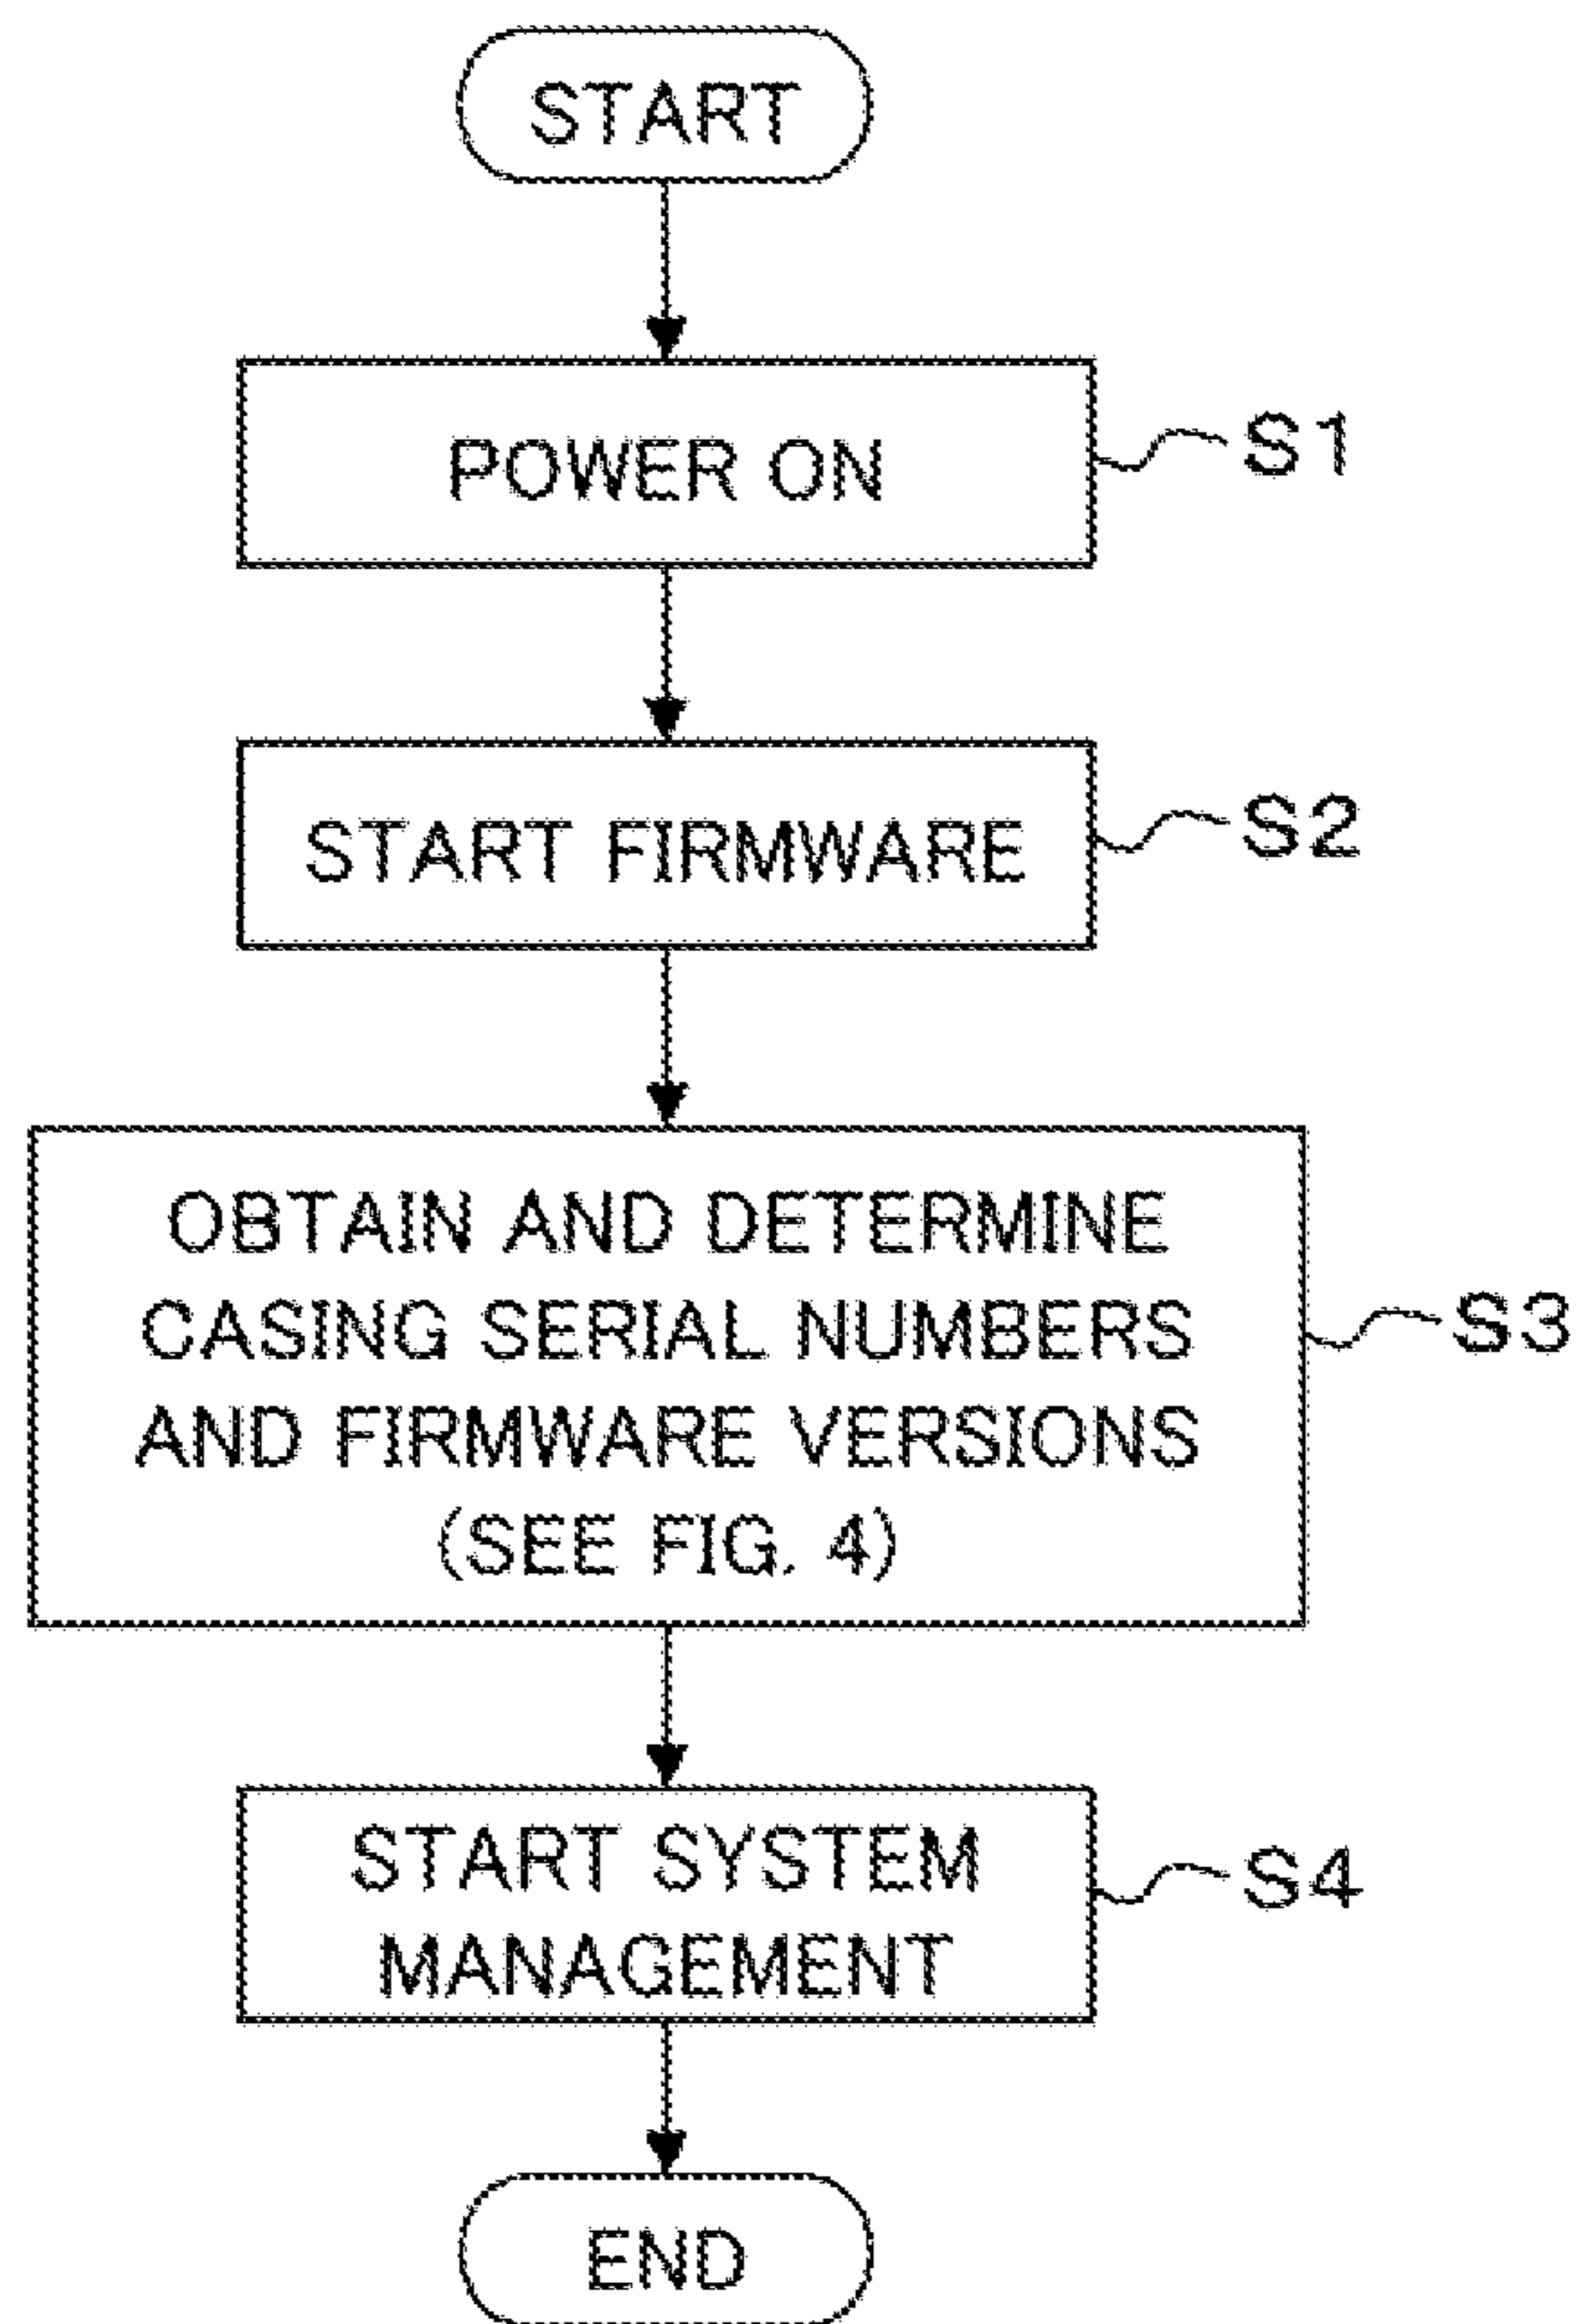 START
POWER ON
S1
START FIRMWARE
S2
OBTAIN AND DETERMINE
CASING SERIAL NUMBERS
AND FIRMWARE VERSIONS
(SEE FIG. 4)
S3
START SYSTEM
MANAGEMENT
S4
END